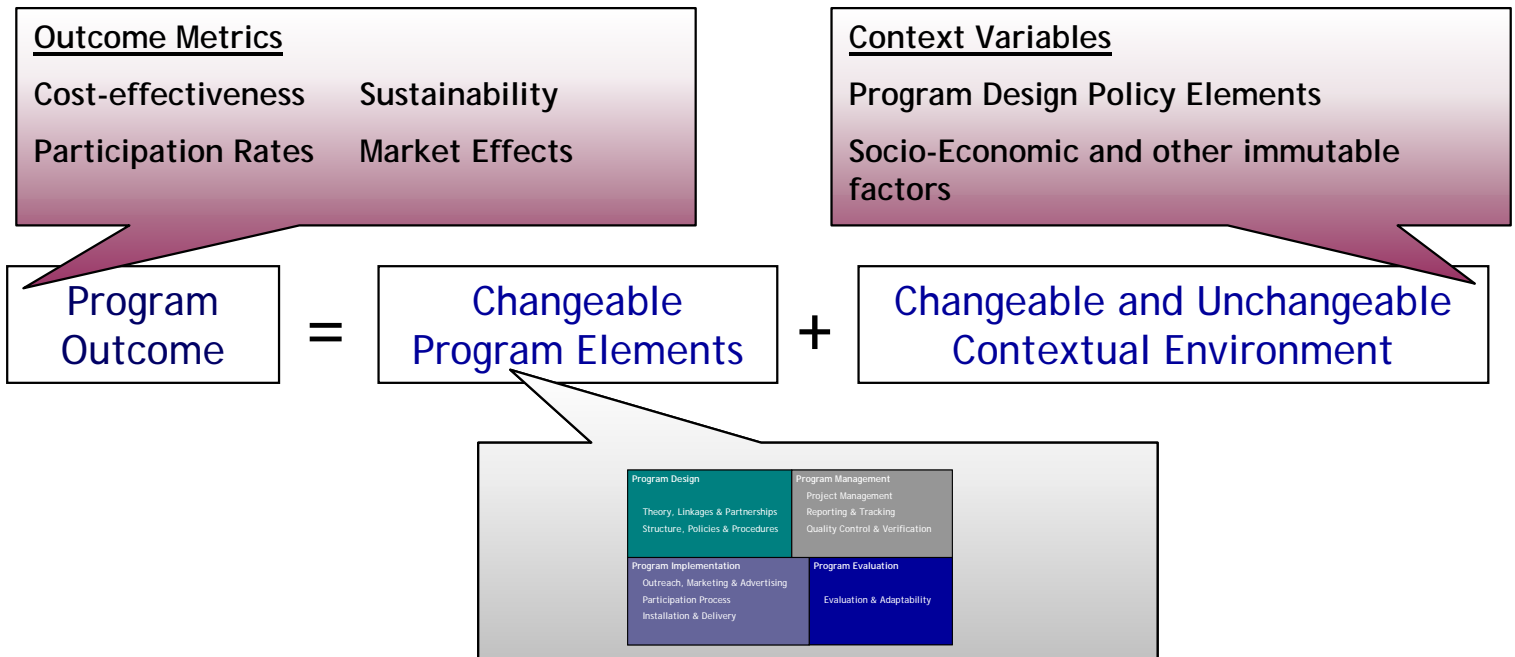 Outcome Metrics
Cost-effectiveness Sustainability
Participation Rates Market Effects
Context Variables
Program Design Policy Elements
Socio-Economic and other immutable
factors
Program
Outcome
=
Changeable
Program Elements
+
Changeable and Unchangeable
Contextual Environment
Program Design
Theory, Linkages & Partnerships
Structure, Policies & Procedures
Program Management
Project Management
Reporting & Tracking
Quality Control & Verification
Program Implementation
Outreach, Marketing & Advertising
Participation Process
Installation & Delivery
Program Evaluation
Evaluation & Adaptability